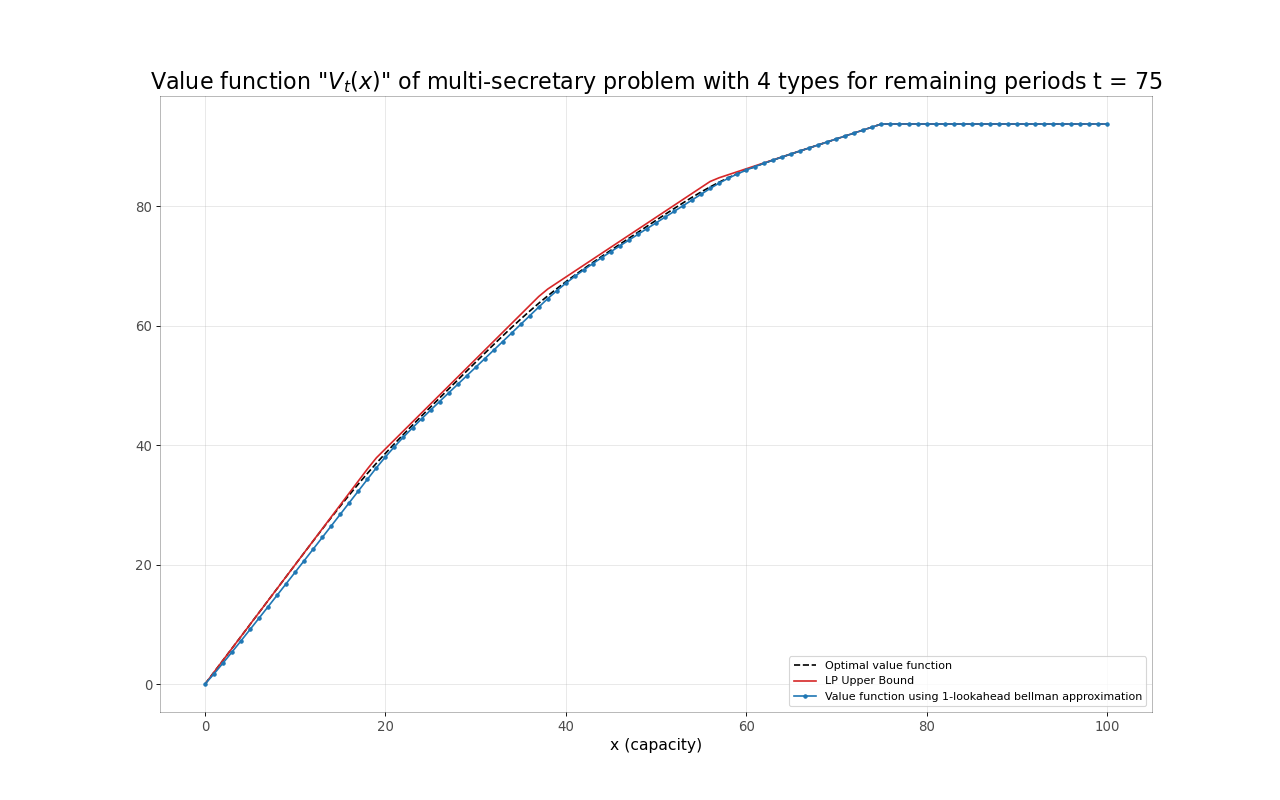 Value function "Vₜ(x)" of multi-secretary problem with 4 types for remaining periods t = 75
80
60
40
20
0
Optimal value function
LP Upper Bound
Value function using 1-lookahead bellman approximation
0 20 40 60 80 100
x (capacity)